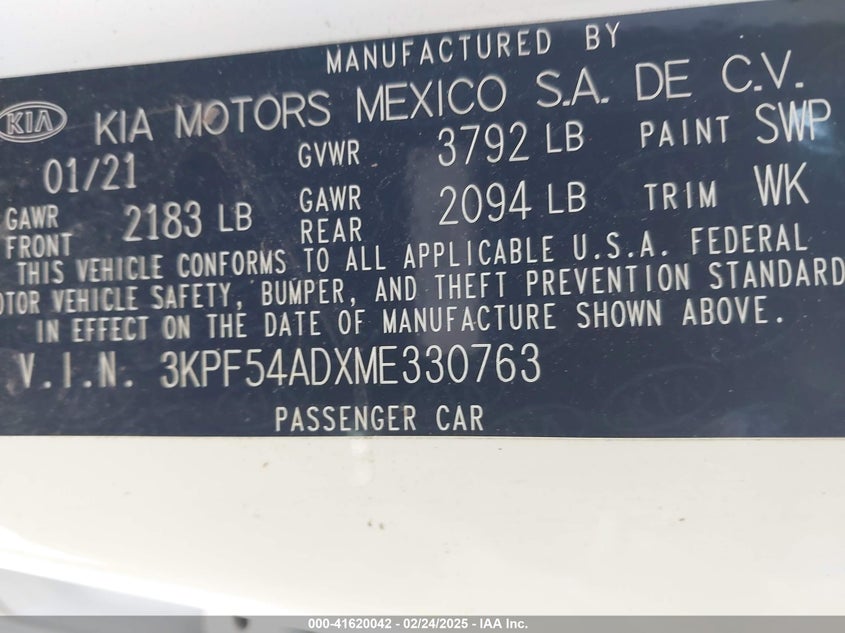 MANUFACTURED BY
KIA KIA MOTORS MEXICO S.A. DE C.V.
01/21 GVWR 3792 LB PAINT SWP
GAWR FRONT 2183 LB GAWR REAR 2094 LB TRIM WK
THIS VEHICLE CONFORMS TO ALL APPLICABLE U.S.A. FEDERAL
OTOR VEHICLE SAFETY, BUMPER, AND THEFT PREVENTION STANDARD
IN EFFECT ON THE DATE OF MANUFACTURE SHOWN ABOVE.
V.I.N. 3KPF54ADXME330763
PASSENGER CAR
000-41620042 - 02/24/2025 - IAA Inc.